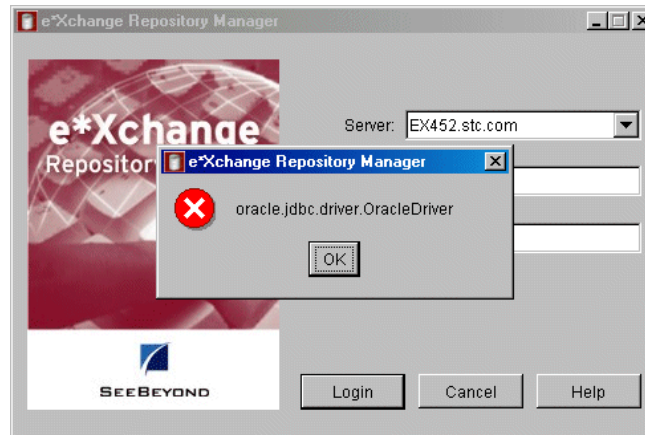 e*Xchange Repository Manager
e*Xchange
Repositor
Server: EX452.stc.com
e*Xchange Repository Manager
oracle.jdbc.driver.OracleDriver
OK
SEEBEYOND
Login Cancel Help